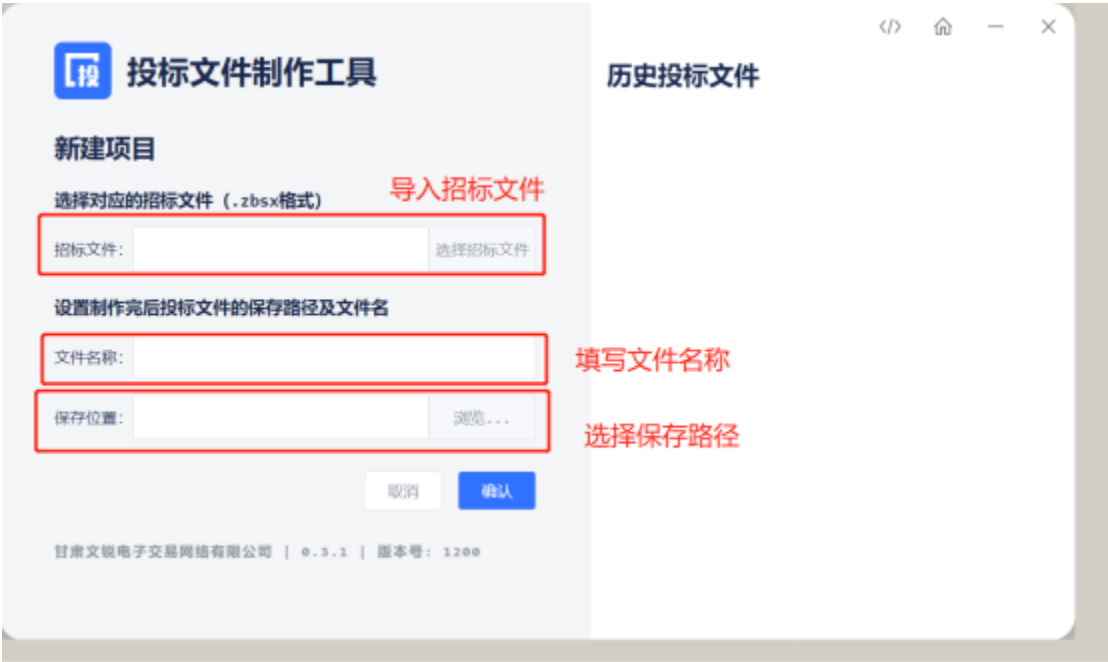 投
投标文件制作工具
新建项目
选择对应的招标文件（.zbsx格式）
导入招标文件
招标文件：
选择招标文件
设置制作完后投标文件的保存路径及文件名
文件名称：
填写文件名称
保存位置：
浏览...
选择保存路径
取消
确认
甘肃文锐电子交易网络有限公司 | 0.3.1 | 版本号: 1200
</>
历史投标文件